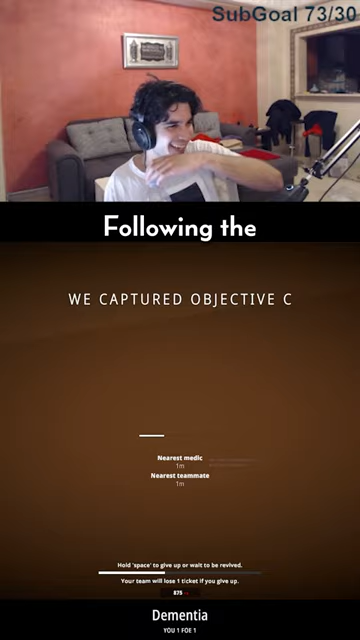 SubGoal 73/30
Following the
WE CAPTURED OBJECTIVE C
Nearest medic
1m
Nearest teammate
1m
Hold 'space' to give up or wait to be revived.
Your team will lose 1 ticket if you give up.
875
Dementia
YOU 1 FOE 1